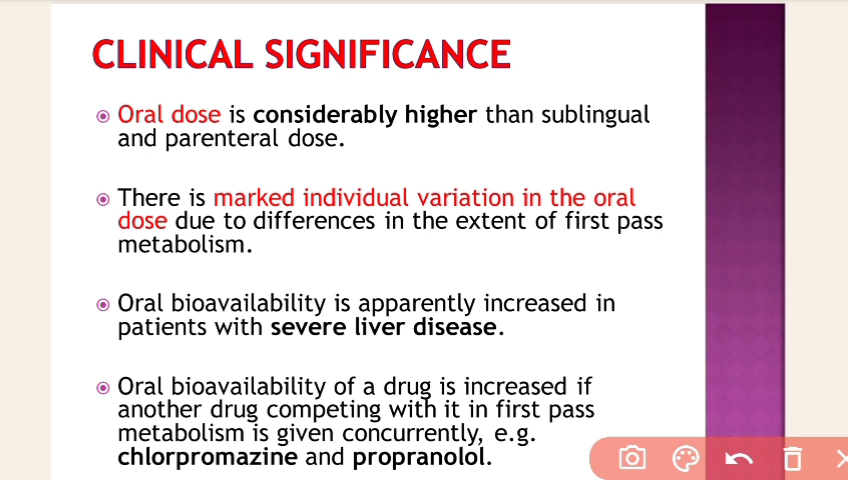 CLINICAL SIGNIFICANCE
Oral dose is considerably higher than sublingual
and parenteral dose.
There is marked individual variation in the oral
dose due to differences in the extent of first pass
metabolism.
Oral bioavailability is apparently increased in
patients with severe liver disease.
Oral bioavailability of a drug is increased if
another drug competing with it in first pass
metabolism is given concurrently, e.g.
chlorpromazine and propranolol.